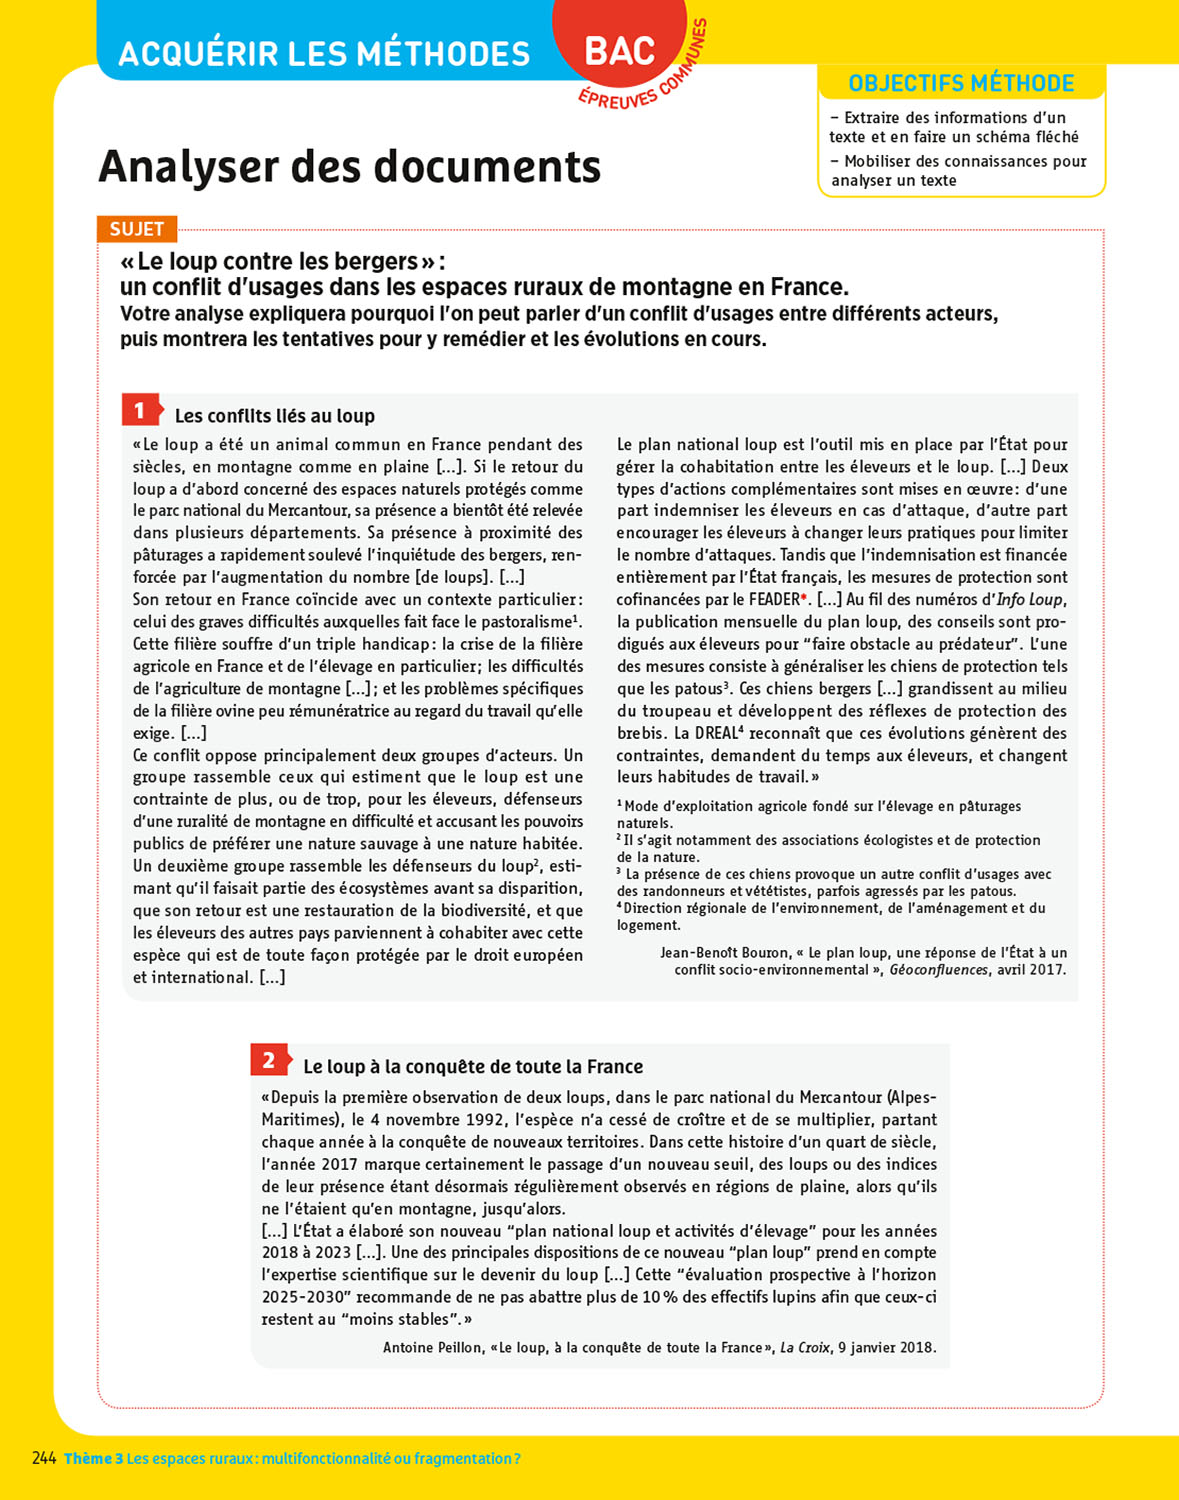 ACQUÉRIR LES MÉTHODES
BAC
ÉPREUVES COMMUNES
OBJECTIFS MÉTHODE
– Extraire des informations d'un
texte et en faire un schéma fléché
– Mobiliser des connaissances pour
analyser un texte
Analyser des documents
SUJET
« Le loup contre les bergers » :
un conflit d'usages dans les espaces ruraux de montagne en France.
Votre analyse expliquera pourquoi l'on peut parler d'un conflit d'usages entre différents acteurs,
puis montrera les tentatives pour y remédier et les évolutions en cours.
1 Les conflits liés au loup
« Le loup a été un animal commun en France pendant des
siècles, en montagne comme en plaine [...]. Si le retour du
loup a d'abord concerné des espaces naturels protégés comme
le parc national du Mercantour, sa présence a bientôt été relevée
dans plusieurs départements. Sa présence à proximité des
pâturages a rapidement soulevé l'inquiétude des bergers, ren-
forcée par l'augmentation du nombre [de loups]. [...]
Son retour en France coïncide avec un contexte particulier :
celui des graves difficultés auxquelles fait face le pastoralisme¹.
Cette filière souffre d'un triple handicap : la crise de la filière
agricole en France et de l'élevage en particulier ; les difficultés
de l'agriculture de montagne [...] ; et les problèmes spécifiques
de la filière ovine peu rémunératrice au regard du travail qu'elle
exige. [...]
Ce conflit oppose principalement deux groupes d'acteurs. Un
groupe rassemble ceux qui estiment que le loup est une
contrainte de plus, ou de trop, pour les éleveurs, défenseurs
d'une ruralité de montagne en difficulté et accusant les pouvoirs
publics de préférer une nature sauvage à une nature habitée.
Un deuxième groupe rassemble les défenseurs du loup², esti-
mant qu'il faisait partie des écosystèmes avant sa disparition,
que son retour est une restauration de la biodiversité, et que
les éleveurs des autres pays parviennent à cohabiter avec cette
espèce qui est de toute façon protégée par le droit européen
et international. [...]
Le plan national loup est l'outil mis en place par l'État pour
gérer la cohabitation entre les éleveurs et le loup. [...] Deux
types d'actions complémentaires sont mises en œuvre : d'une
part indemniser les éleveurs en cas d'attaque, d'autre part
encourager les éleveurs à changer leurs pratiques pour limiter
le nombre d'attaques. Tandis que l'indemnisation est financée
entièrement par l'État français, les mesures de protection sont
cofinancées par le FEADER*. [...] Au fil des numéros d'Info Loup,
la publication mensuelle du plan loup, des conseils sont pro-
digués aux éleveurs pour “faire obstacle au prédateur”. L'une
des mesures consiste à généraliser les chiens de protection tels
que les patous³. Ces chiens bergers [...] grandissent au milieu
du troupeau et développent des réflexes de protection des
brebis. La DREAL⁴ reconnaît que ces évolutions génèrent des
contraintes, demandent du temps aux éleveurs, et changent
leurs habitudes de travail. »
¹ Mode d'exploitation agricole fondé sur l'élevage en pâturages
naturels.
² Il s'agit notamment des associations écologistes et de protection
de la nature.
³ La présence de ces chiens provoque un autre conflit d'usages avec
des randonneurs et vététistes, parfois agressés par les patous.
⁴ Direction régionale de l'environnement, de l'aménagement et du
logement.
Jean-Benoît Bouron, « Le plan loup, une réponse de l'État à un
conflit socio-environnemental », Géoconfluences, avril 2017.
2 Le loup à la conquête de toute la France
« Depuis la première observation de deux loups, dans le parc national du Mercantour (Alpes-
Maritimes), le 4 novembre 1992, l'espèce n'a cessé de croître et de se multiplier, partant
chaque année à la conquête de nouveaux territoires. Dans cette histoire d'un quart de siècle,
l'année 2017 marque certainement le passage d'un nouveau seuil, des loups ou des indices
de leur présence étant désormais régulièrement observés en régions de plaine, alors qu'ils
ne l'étaient qu'en montagne, jusqu'alors.
[...] L'État a élaboré son nouveau “plan national loup et activités d'élevage” pour les années
2018 à 2023 [...]. Une des principales dispositions de ce nouveau “plan loup” prend en compte
l'expertise scientifique sur le devenir du loup [...] Cette “évaluation prospective à l'horizon
2025-2030” recommande de ne pas abattre plus de 10 % des effectifs lupins afin que ceux-ci
restent au “moins stables”. »
Antoine Peillon, « Le loup, à la conquête de toute la France », La Croix, 9 janvier 2018.
244 Thème 3 Les espaces ruraux : multifonctionnalité ou fragmentation ?